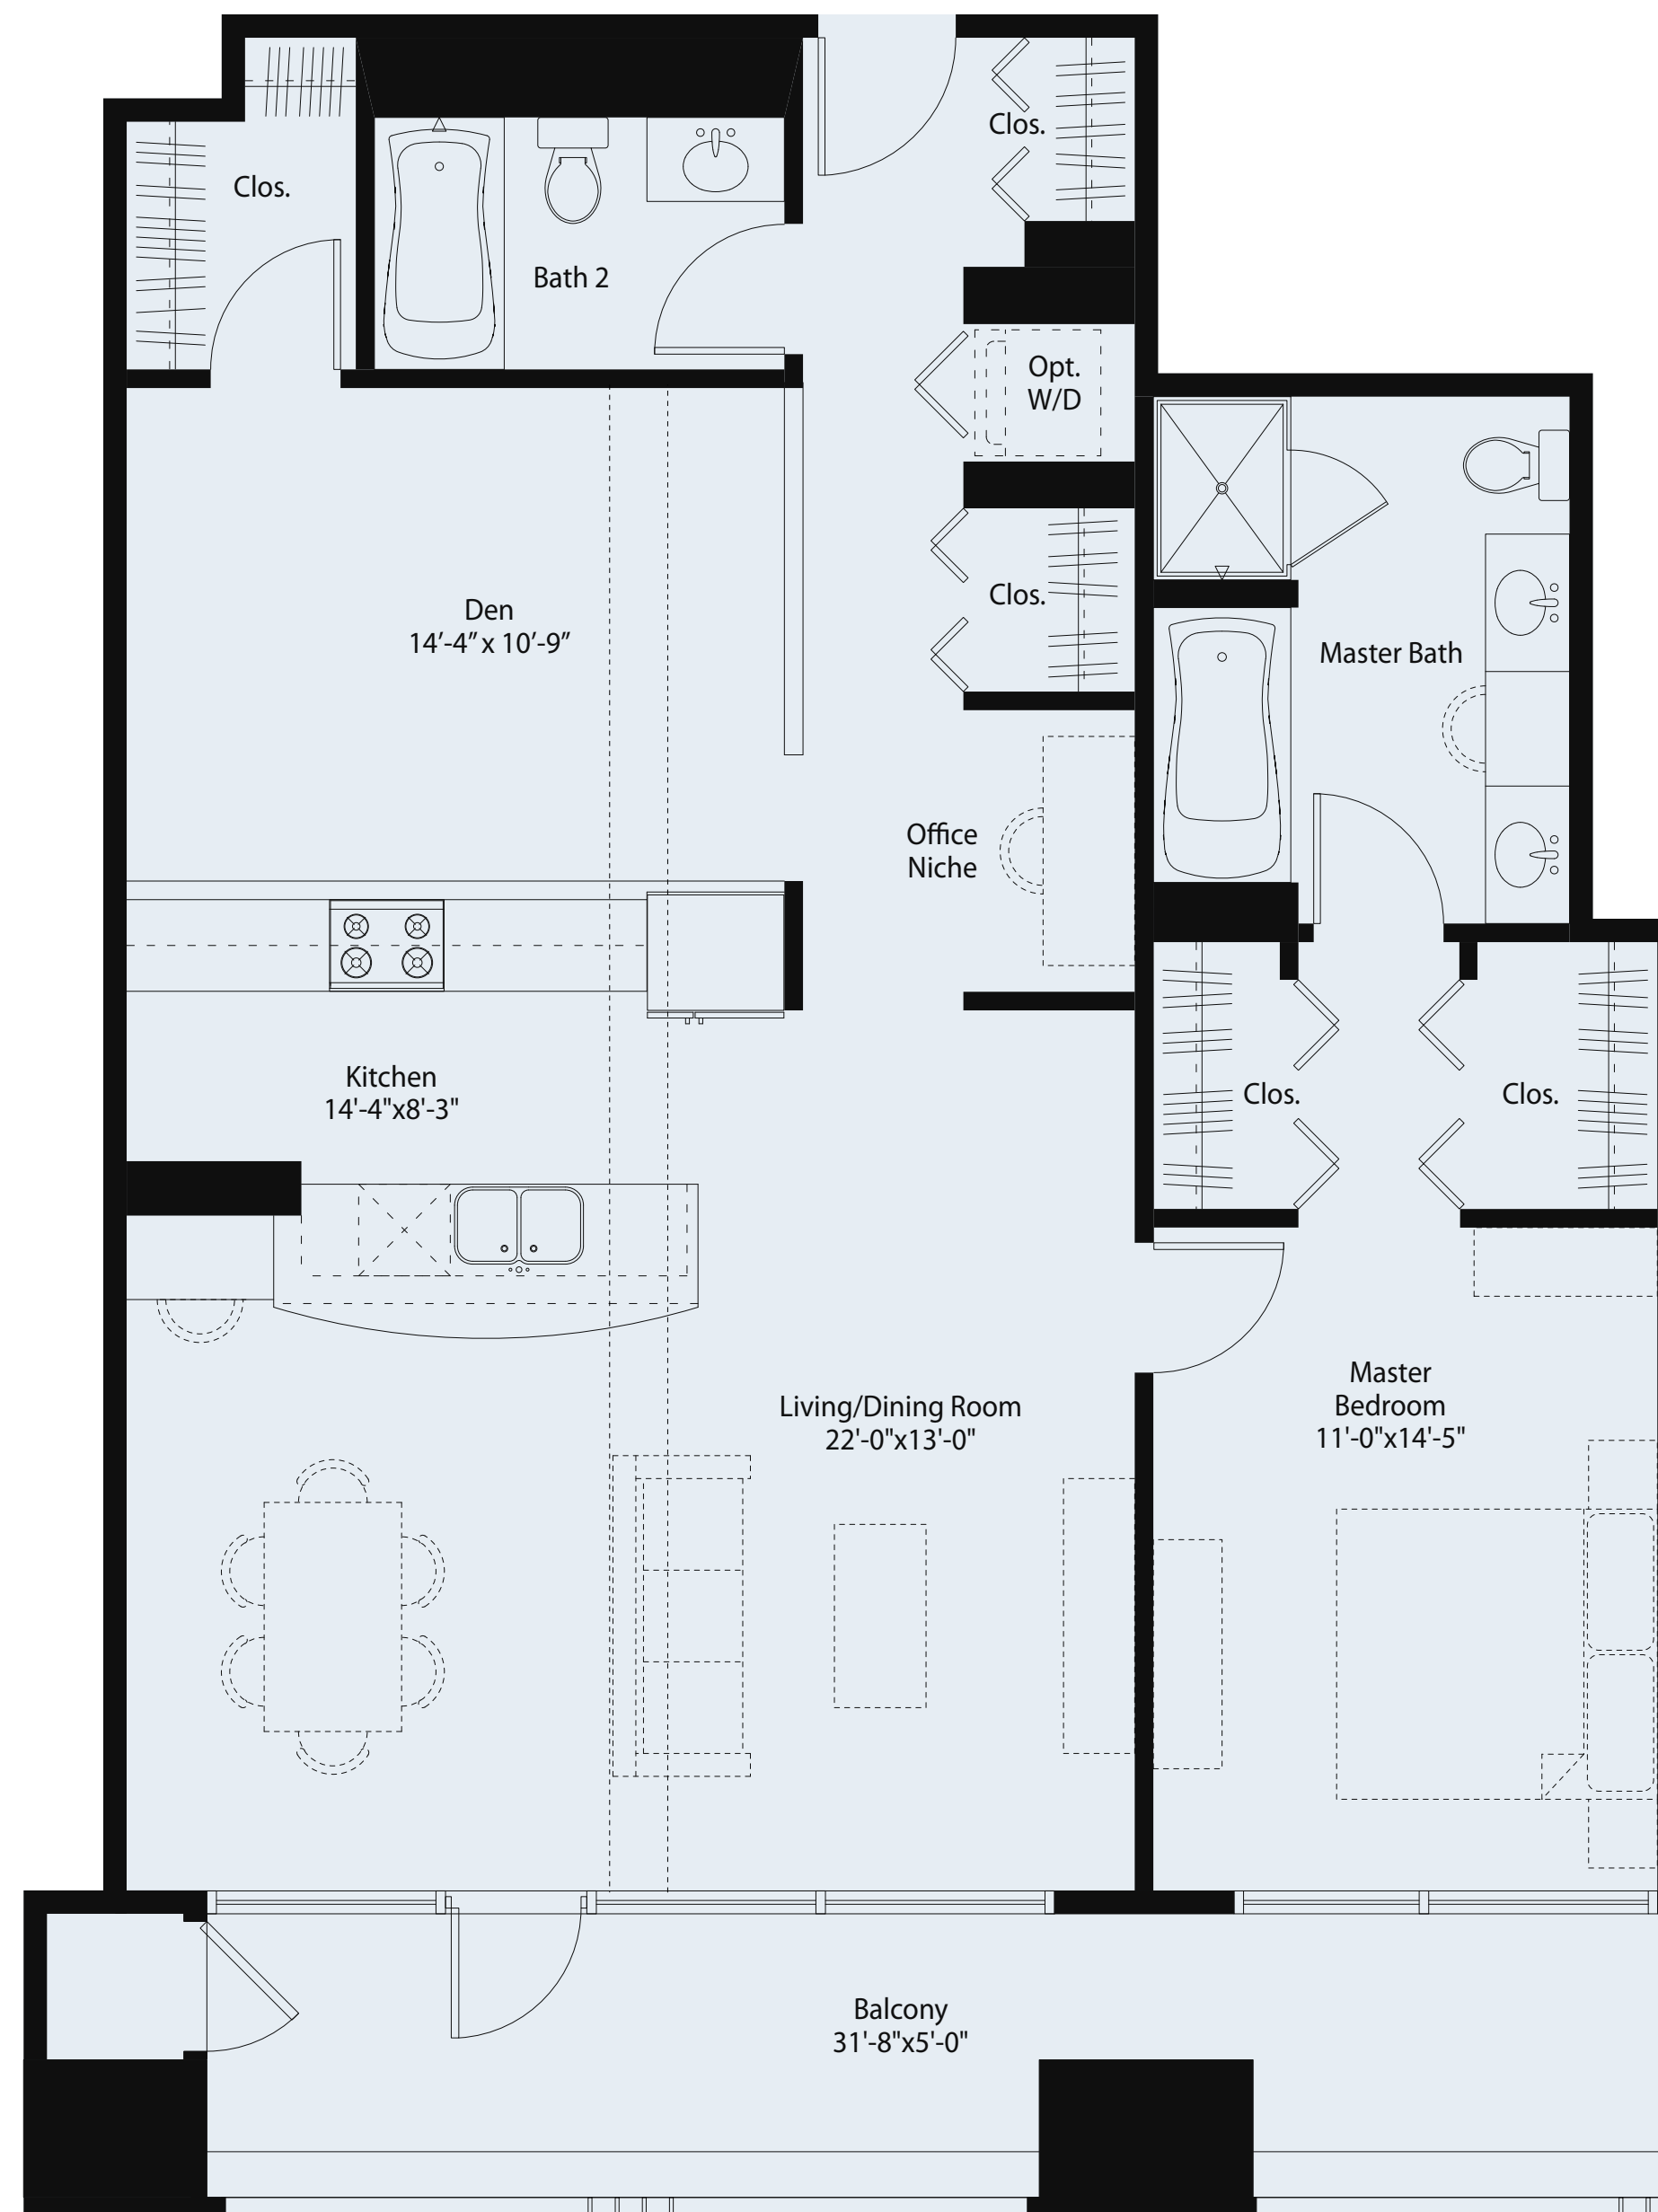 Clos.
Clos.
Bath 2
Opt.
W/D
Den
14’-4” x 10’-9”
Clos.
Master Bath
Office
Niche
Kitchen
14'-4"x8'-3"
Clos.
Clos.
Living/Dining Room
22'-0"x13'-0"
Master
Bedroom
11'-0"x14'-5"
Balcony
31'-8"x5'-0"